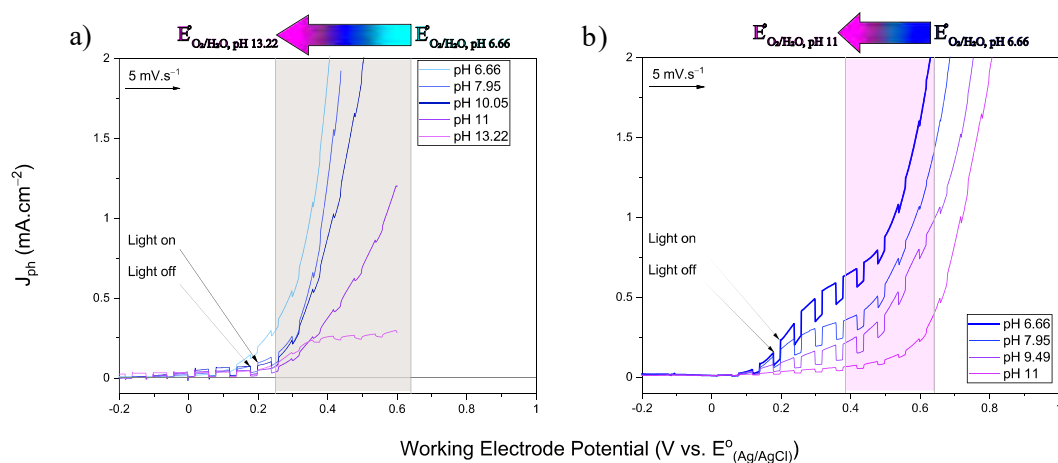 a)
E°O₂/H₂O, pH 13.22
E°O₂/H₂O, pH 6.66
5 mV.s⁻¹
pH 6.66
pH 7.95
pH 10.05
pH 11
pH 13.22
Light on
Light off
2
1.5
1
0.5
0
-0.2
0
0.2
0.4
0.6
0.8
1
b)
E°O₂/H₂O, pH 11
E°O₂/H₂O, pH 6.66
5 mV.s⁻¹
Light on
Light off
pH 6.66
pH 7.95
pH 9.49
pH 11
2
1.5
1
0.5
0
-0.2
0
0.2
0.4
0.6
0.8
1
Jph (mA.cm⁻²)
Working Electrode Potential (V vs. Eᵒ(Ag/AgCl))